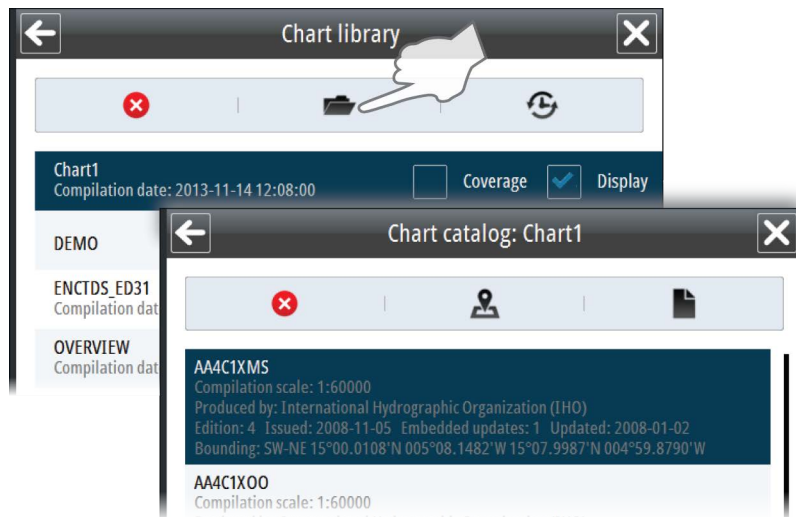 Chart library
Chart1
Compilation date: 2013-11-14 12:08:00
Coverage
Display
DEMO
ENCTDS_ED31
Compilation dat
OVERVIEW
Compilation dat
Chart catalog: Chart1
AA4C1XMS
Compilation scale: 1:60000
Produced by: International Hydrographic Organization (IHO)
Edition: 4 Issued: 2008-11-05 Embedded updates: 1 Updated: 2008-01-02
Bounding: SW-NE 15°00.0108'N 005°08.1482'W 15°07.9987'N 004°59.8790'W
AA4C1XOO
Compilation scale: 1:60000